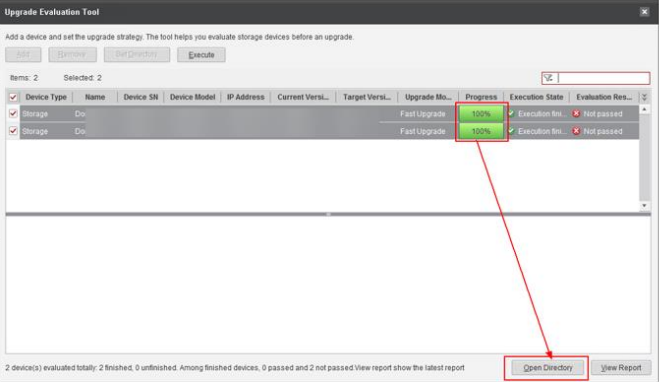 Upgrade Evaluation Tool
Add a device and set the upgrade strategy. The tool helps you evaluate storage devices before an upgrade.
Add Remove Set Directory Execute
Items: 2 Selected: 2
Device Type Name Device SN Device Model IP Address Current Versi... Target Versi... Upgrade Mo... Progress Execution State Evaluation Res...
Storage Do Fast Upgrade 100% Execution fini... Not passed
Storage Do Fast Upgrade 100% Execution fini... Not passed
2 device(s) evaluated totally: 2 finished, 0 unfinished. Among finished devices, 0 passed and 2 not passed.View report show the latest report
Open Directory View Report